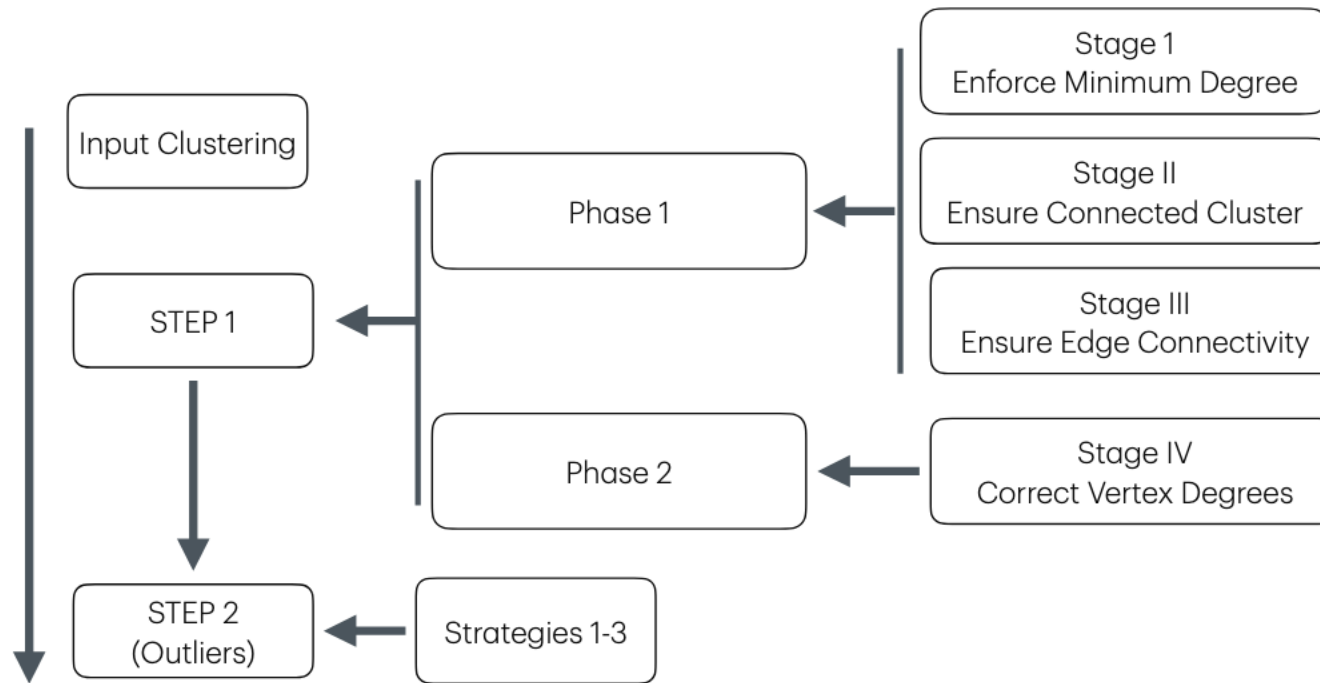 Stage 1
Enforce Minimum Degree
Input Clustering
Stage II
Ensure Connected Cluster
Phase 1
STEP 1
Stage III
Ensure Edge Connectivity
Phase 2
Stage IV
Correct Vertex Degrees
STEP 2
(Outliers)
Strategies 1-3